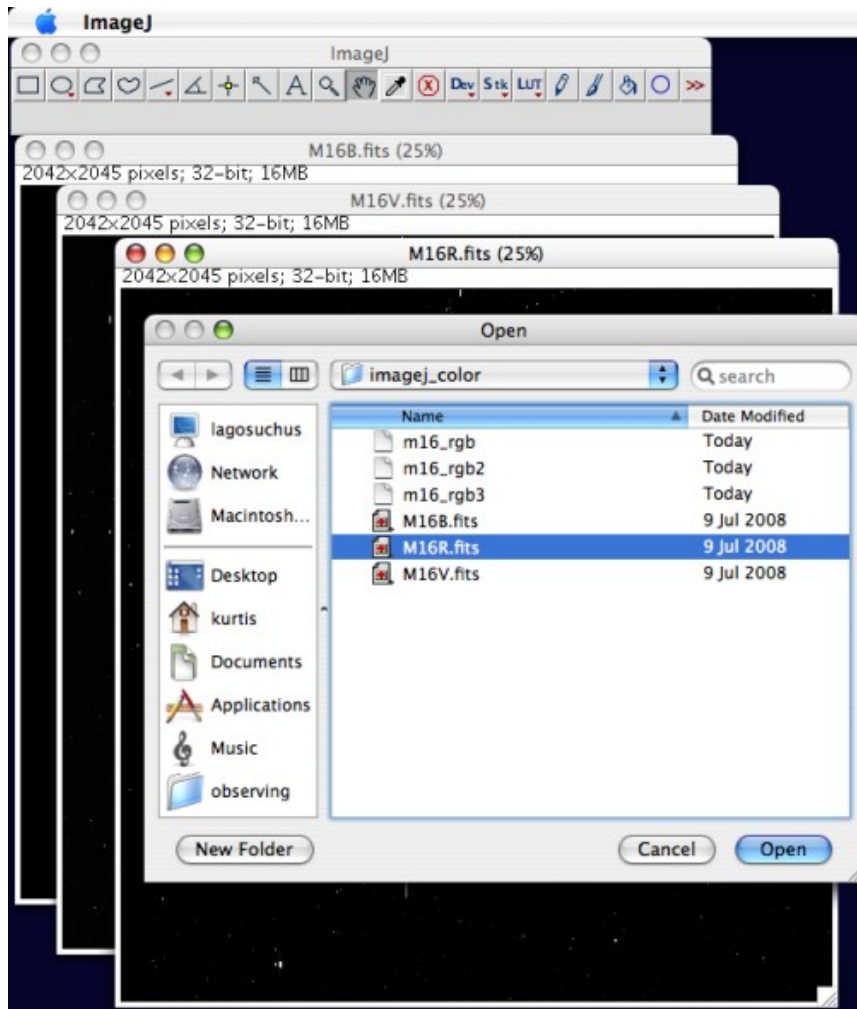 ImageJ
ImageJ
A Dev Stk LUT >>
M16B.fits (25%)
2042x2045 pixels; 32-bit; 16MB
M16V.fits (25%)
2042x2045 pixels; 32-bit; 16MB
M16R.fits (25%)
2042x2045 pixels; 32-bit; 16MB
Open
imagej_color
search
Name Date Modified
lagosuchus
Network
Macintosh...
Desktop
kurtis
Documents
Applications
Music
observing
m16_rgb Today
m16_rgb2 Today
m16_rgb3 Today
M16B.fits 9 Jul 2008
M16R.fits 9 Jul 2008
M16V.fits 9 Jul 2008
New Folder Cancel Open